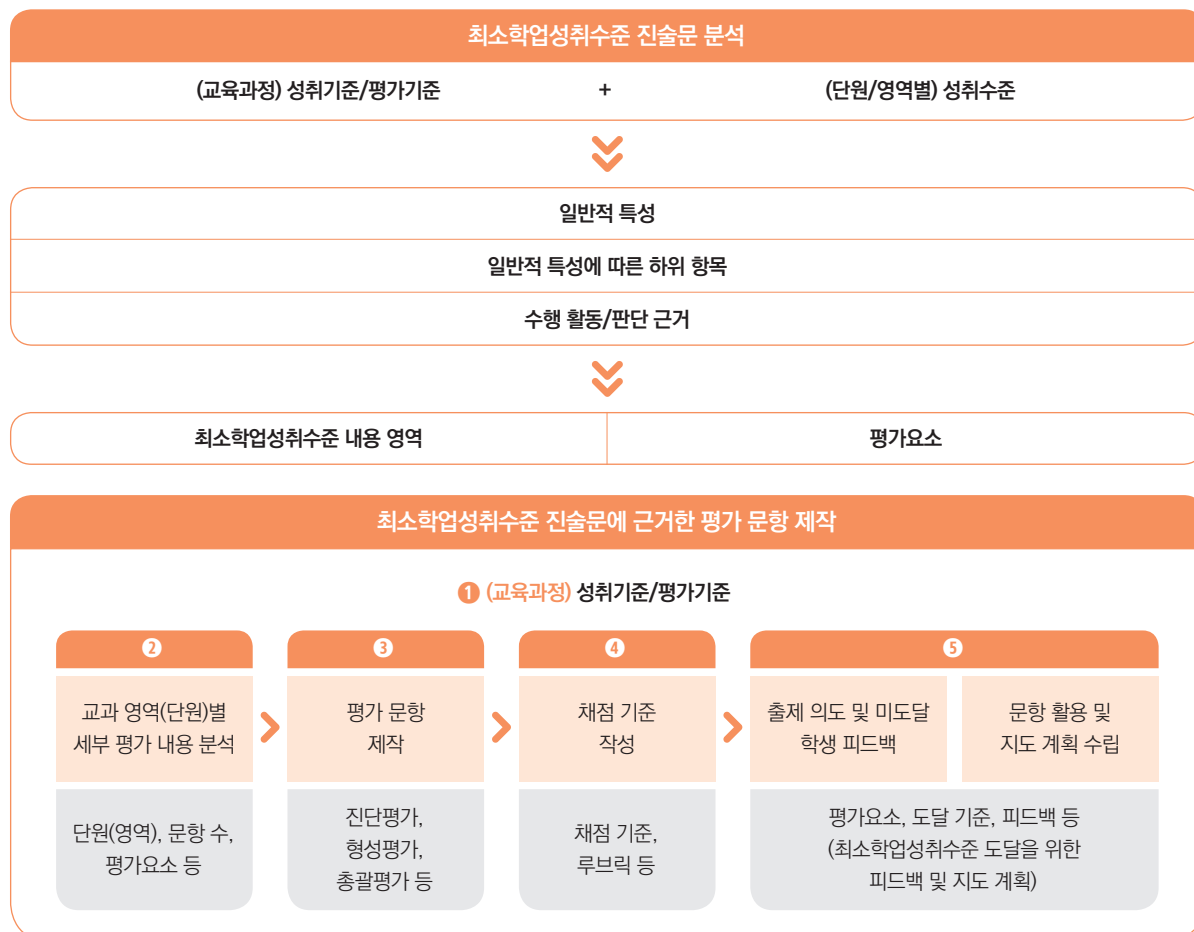 최소학업성취수준 진술문 분석
(교육과정) 성취기준/평가기준 + (단원/영역별) 성취수준
일반적 특성
일반적 특성에 따른 하위 항목
수행 활동/판단 근거
최소학업성취수준 내용 영역 평가요소
최소학업성취수준 진술문에 근거한 평가 문항 제작
❶ (교육과정) 성취기준/평가기준
❷
교과 영역(단원)별
세부 평가 내용 분석
단원(영역), 문항 수,
평가요소 등
❸
평가 문항
제작
진단평가,
형성평가,
총괄평가 등
❹
채점 기준
작성
채점 기준,
루브릭 등
❺
출제 의도 및 미도달
학생 피드백
문항 활용 및
지도 계획 수립
평가요소, 도달 기준, 피드백 등
(최소학업성취수준 도달을 위한
피드백 및 지도 계획)